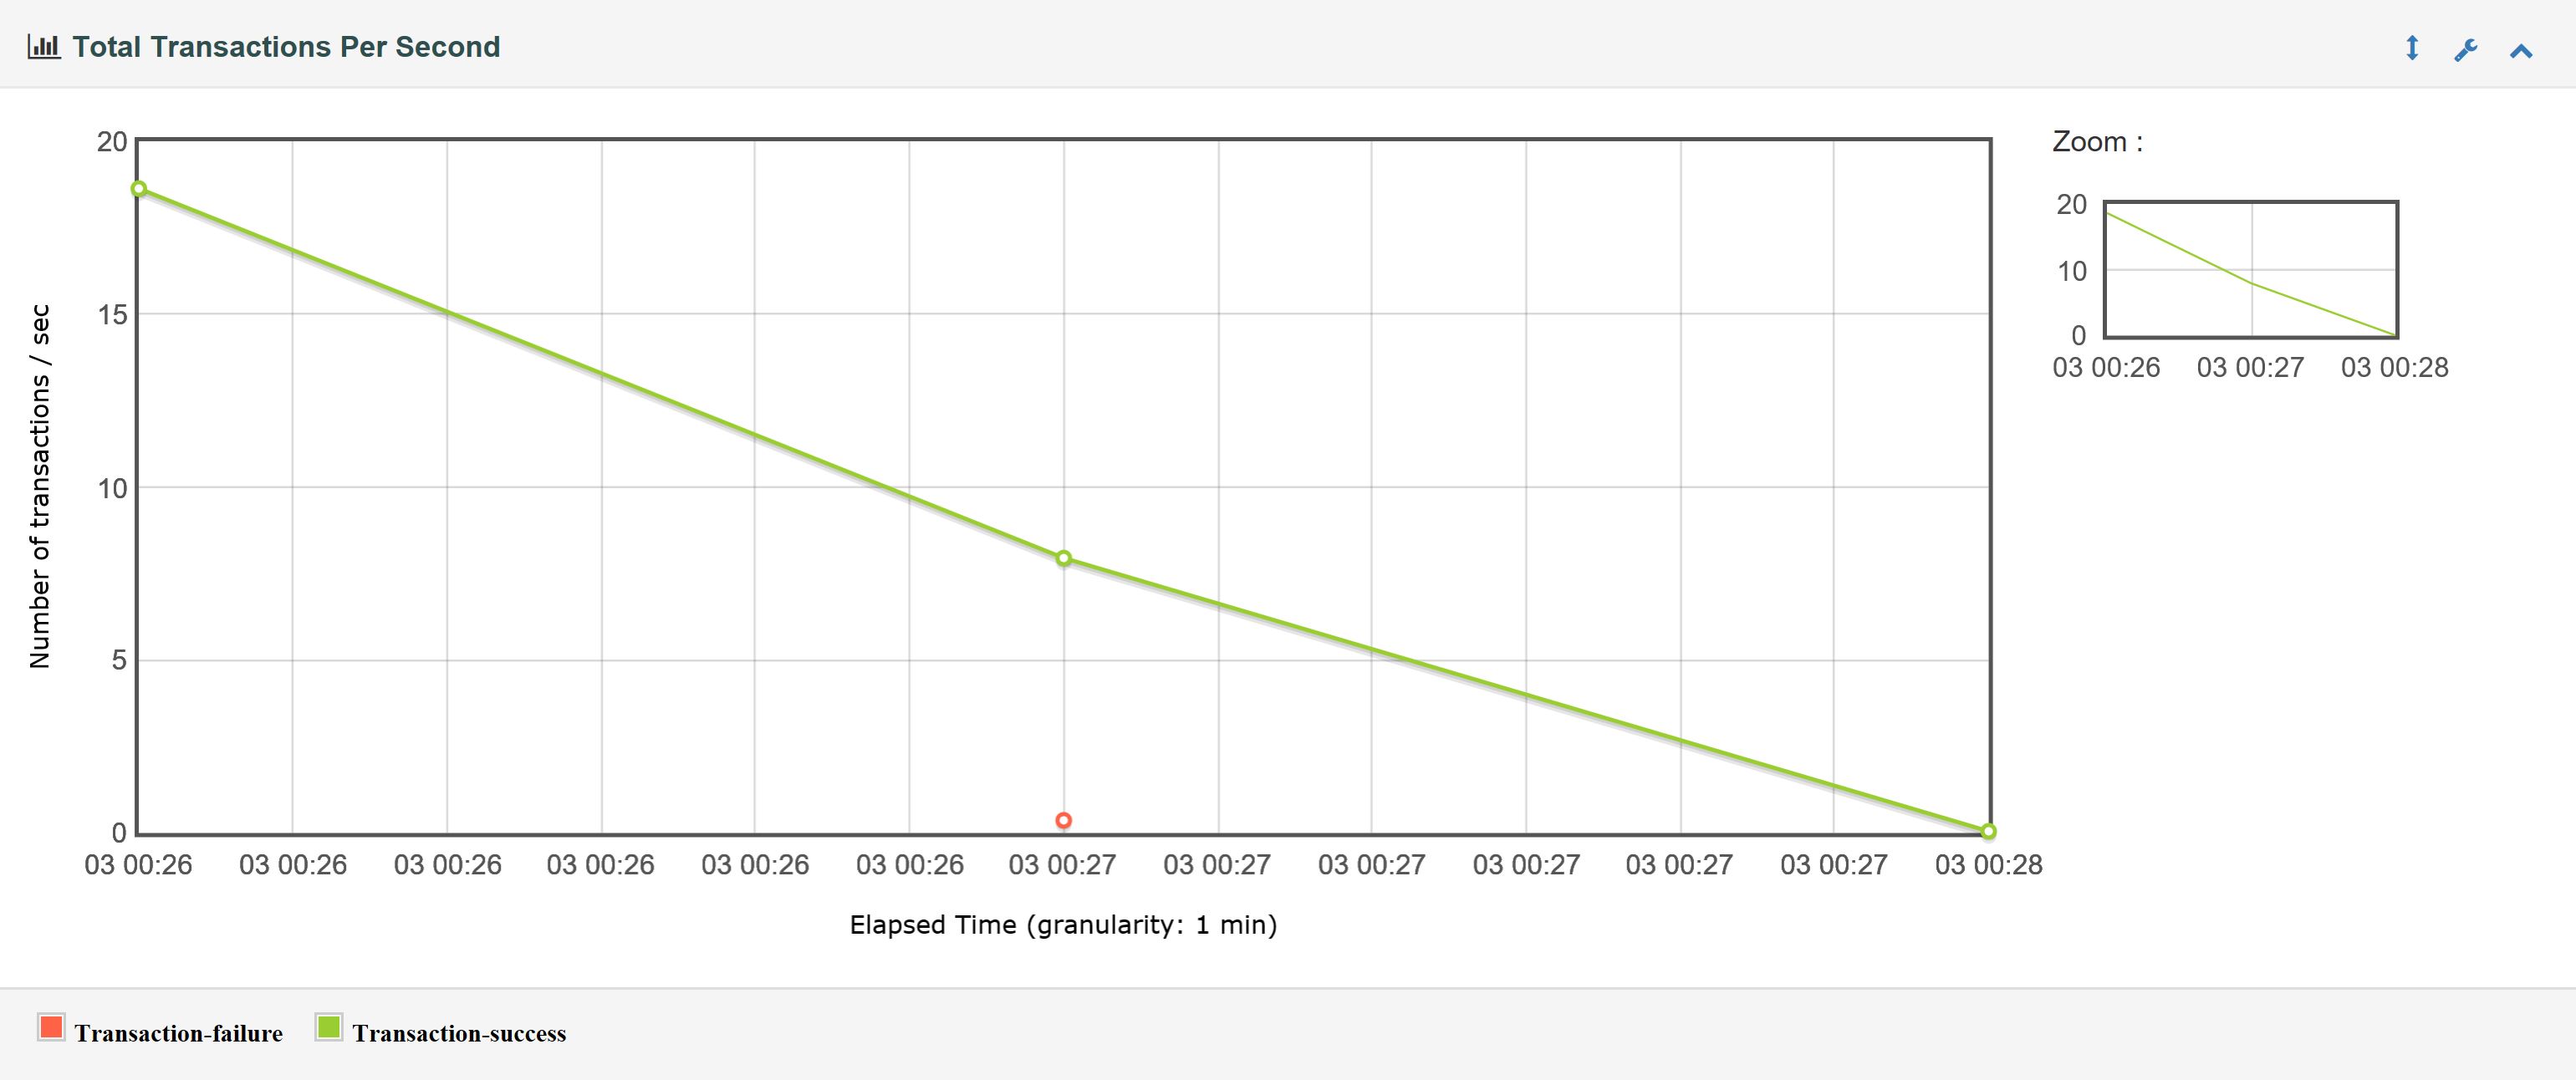 Total Transactions Per Second
Number of transactions / sec
20
15
10
5
0
03 00:26 03 00:26 03 00:26 03 00:26 03 00:26 03 00:26 03 00:27 03 00:27 03 00:27 03 00:27 03 00:27 03 00:27 03 00:28
Elapsed Time (granularity: 1 min)
Zoom :
20
10
0
03 00:26 03 00:27 03 00:28
Transaction-failure Transaction-success